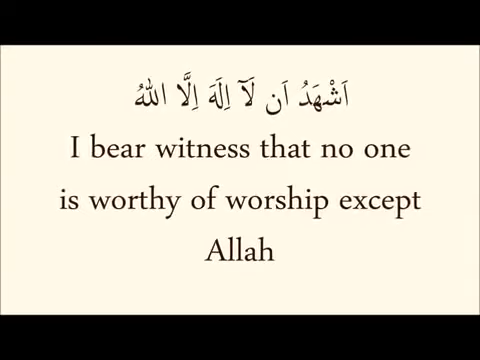 اَشْهَدُ اَن لَآ اِلٰهَ اِلَّا اللهُ
I bear witness that no one
is worthy of worship except
Allah